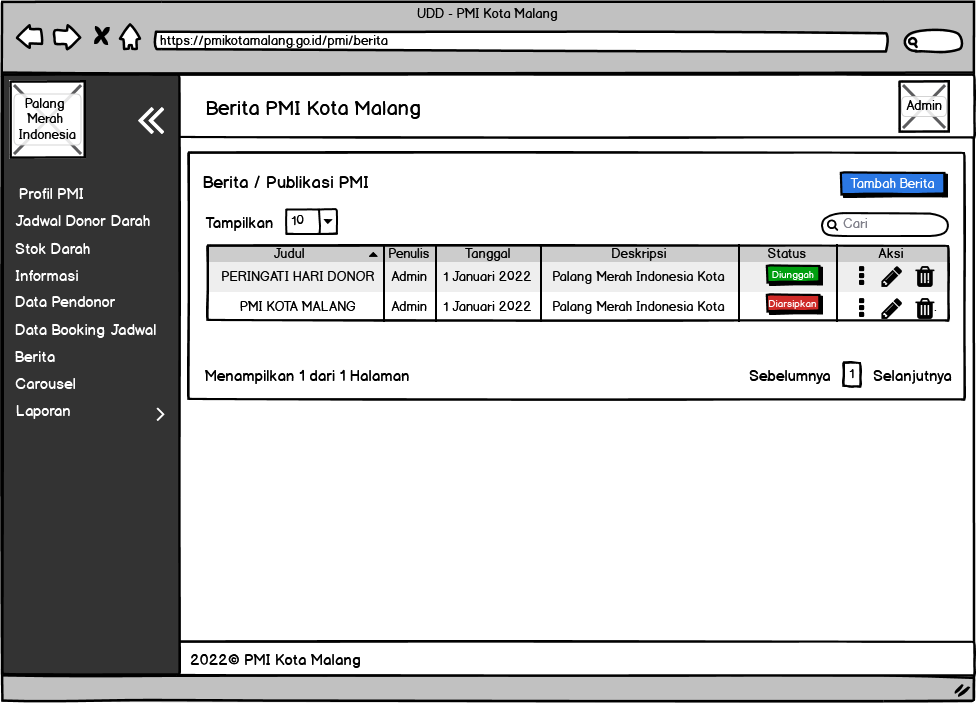 UDD - PMI Kota Malang
https://pmikotamalang.go.id/pmi/berita
Palang
Merah
Indonesia
Berita PMI Kota Malang
Admin
Profil PMI
Jadwal Donor Darah
Stok Darah
Informasi
Data Pendonor
Data Booking Jadwal
Berita
Carousel
Laporan
Berita / Publikasi PMI
Tambah Berita
Tampilkan 10
Cari
Judul Penulis Tanggal Deskripsi Status Aksi
PERINGATI HARI DONOR Admin 1 Januari 2022 Palang Merah Indonesia Kota Diunggah
PMI KOTA MALANG Admin 1 Januari 2022 Palang Merah Indonesia Kota Diarsipkan
Menampilkan 1 dari 1 Halaman
Sebelumnya 1 Selanjutnya
2022© PMI Kota Malang